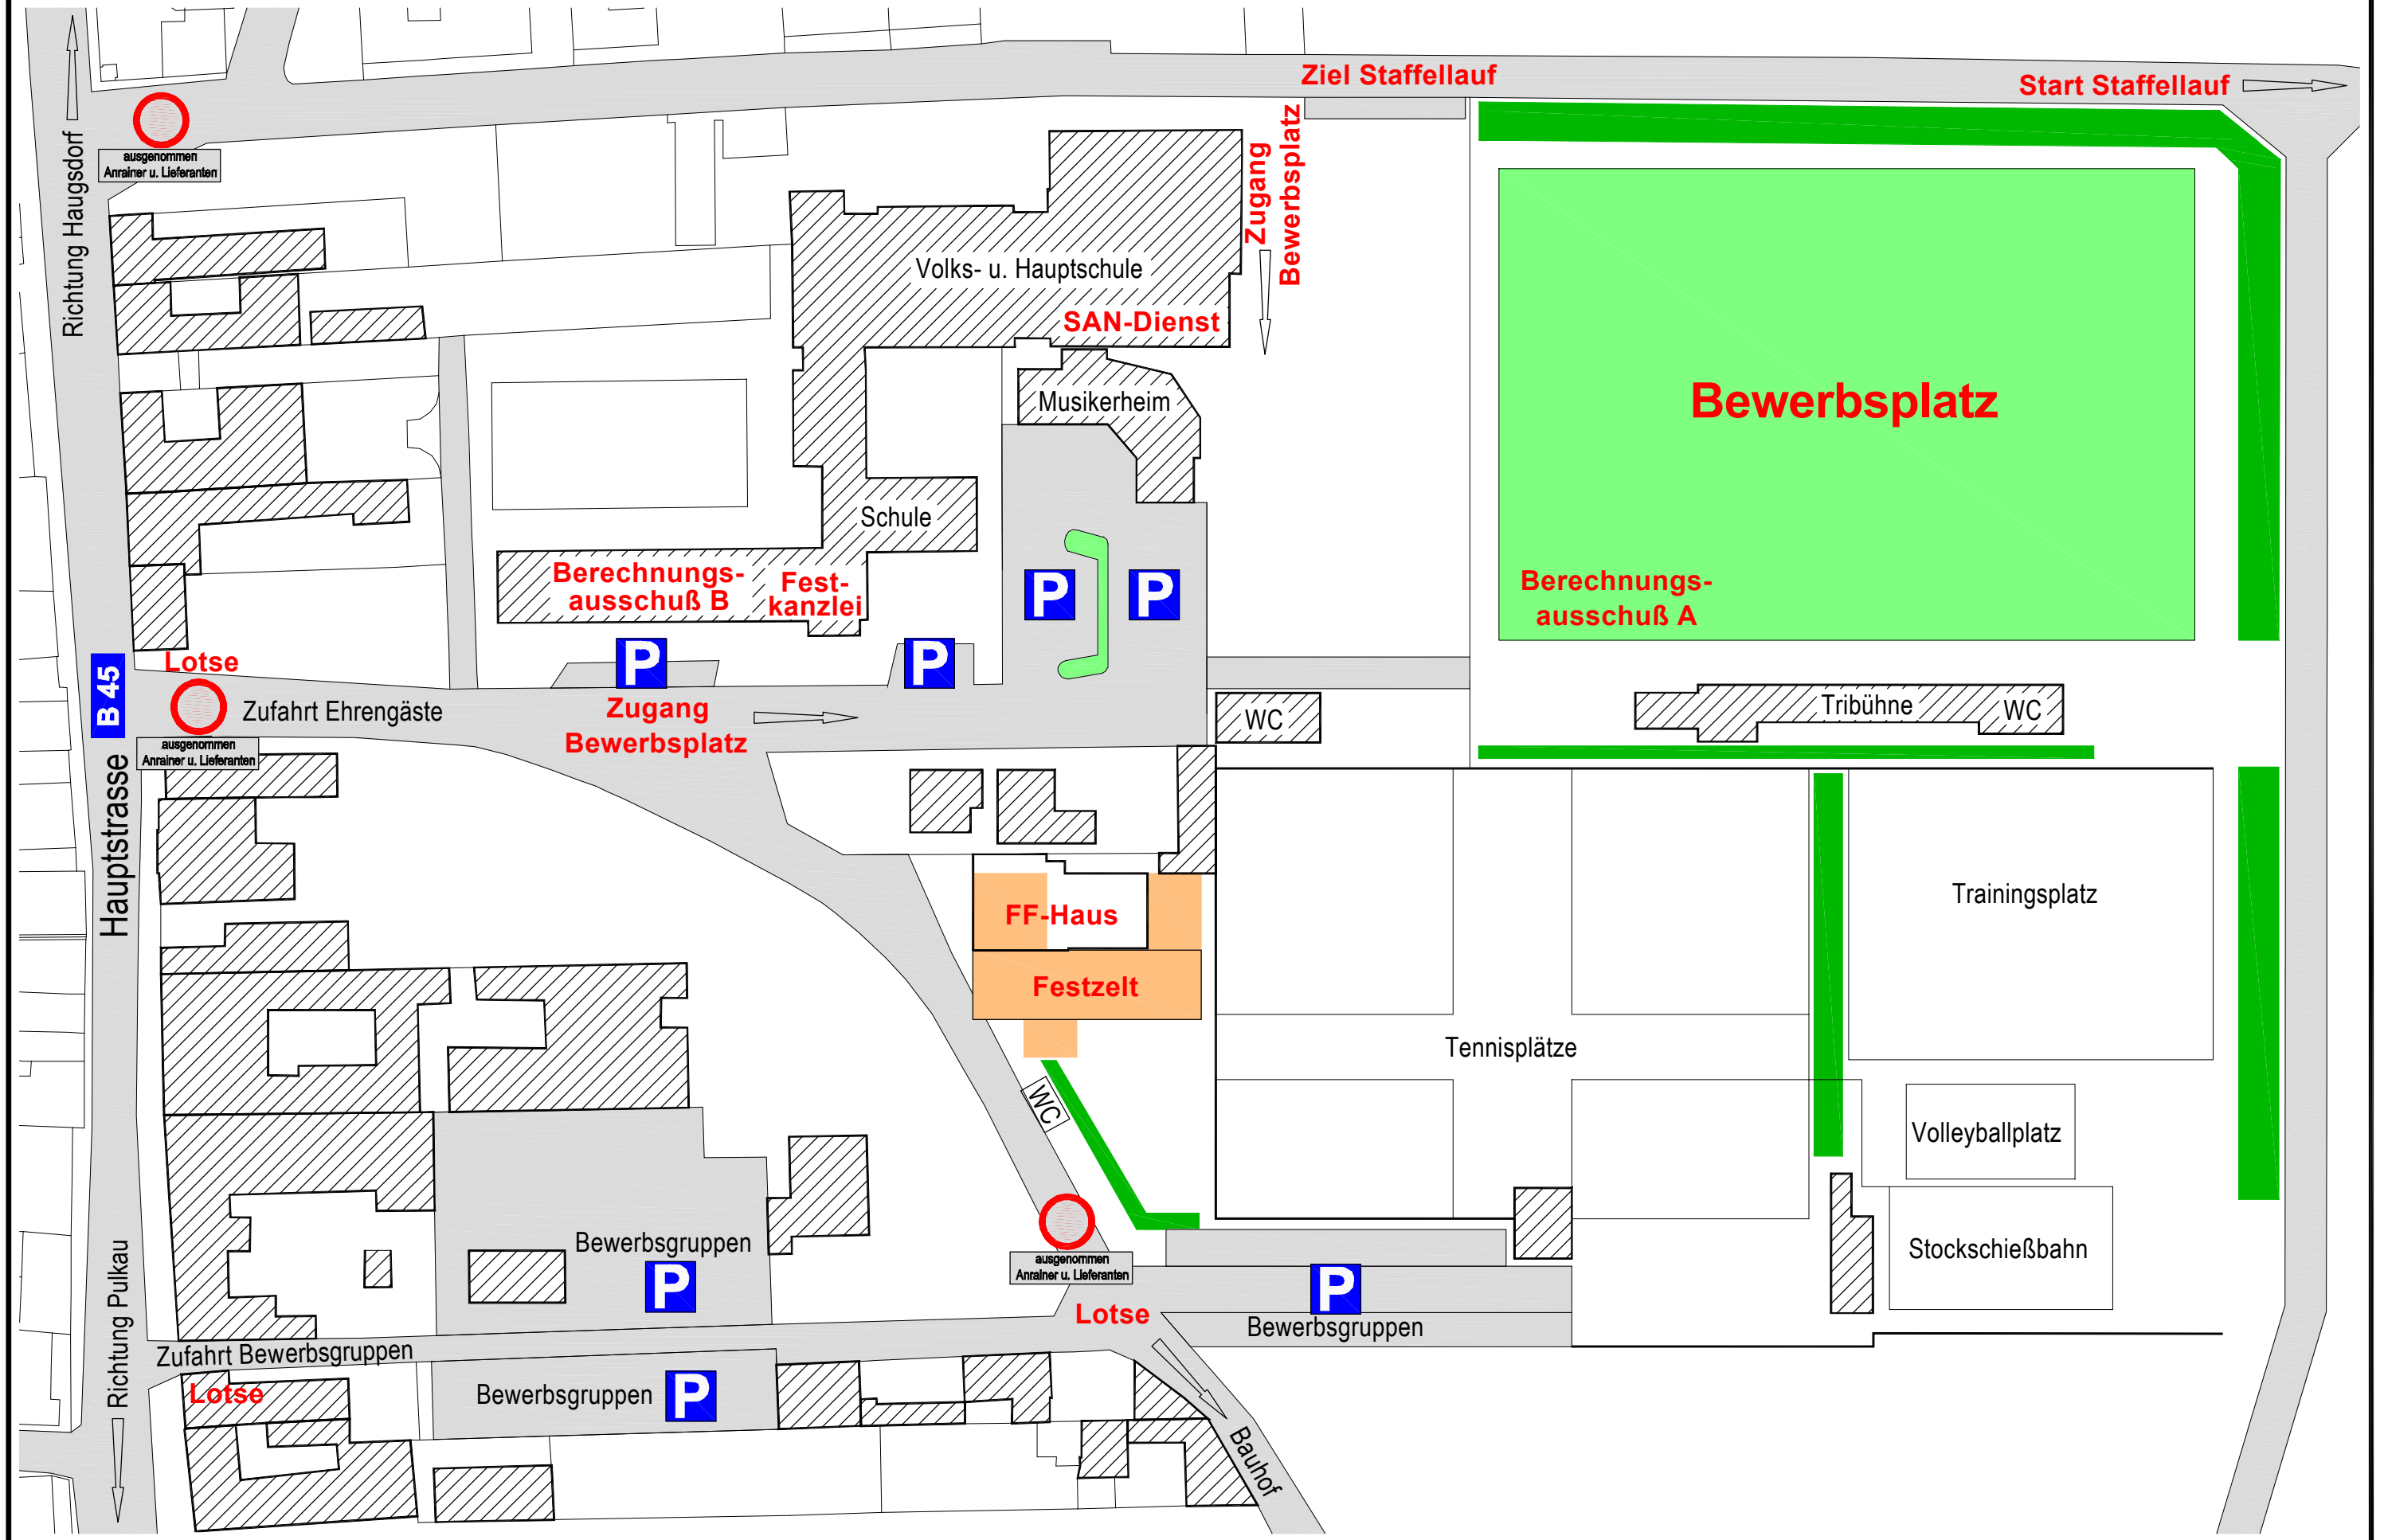 Ziel Staffellauf
Start Staffellauf
Richtung Haugsdorf
ausgenommen
Anrainer u. Lieferanten
Zugang
Bewerbsplatz
Volks- u. Hauptschule
SAN-Dienst
Musikerheim
Bewerbsplatz
Schule
Berechnungs-
ausschuß B
Fest-
kanzlei
P
P
Berechnungs-
ausschuß A
Lotse
P
P
B 45
Zufahrt Ehrengäste
Zugang
Bewerbsplatz
WC
Tribühne
WC
ausgenommen
Anrainer u. Lieferanten
Hauptstrasse
FF-Haus
Trainingsplatz
Festzelt
Tennisplätze
WC
Volleyballplatz
Bewerbsgruppen
P
Stockschießbahn
ausgenommen
Anrainer u. Lieferanten
P
Lotse
Bewerbsgruppen
Richtung Pulkau
Zufahrt Bewerbsgruppen
Lotse
Bewerbsgruppen
P
Bauhof